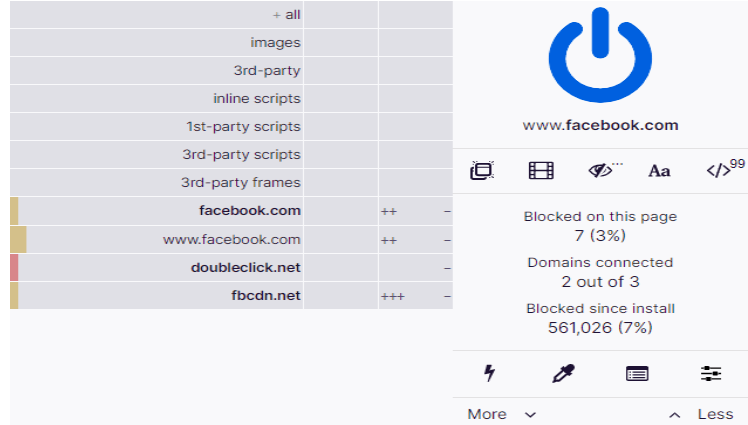 + all
images
3rd-party
inline scripts
1st-party scripts
3rd-party scripts
3rd-party frames
facebook.com ++ −
www.facebook.com ++ −
doubleclick.net −
fbcdn.net +++ −
www.facebook.com
Aa </> 99
Blocked on this page
7 (3%)
Domains connected
2 out of 3
Blocked since install
561,026 (7%)
More Less